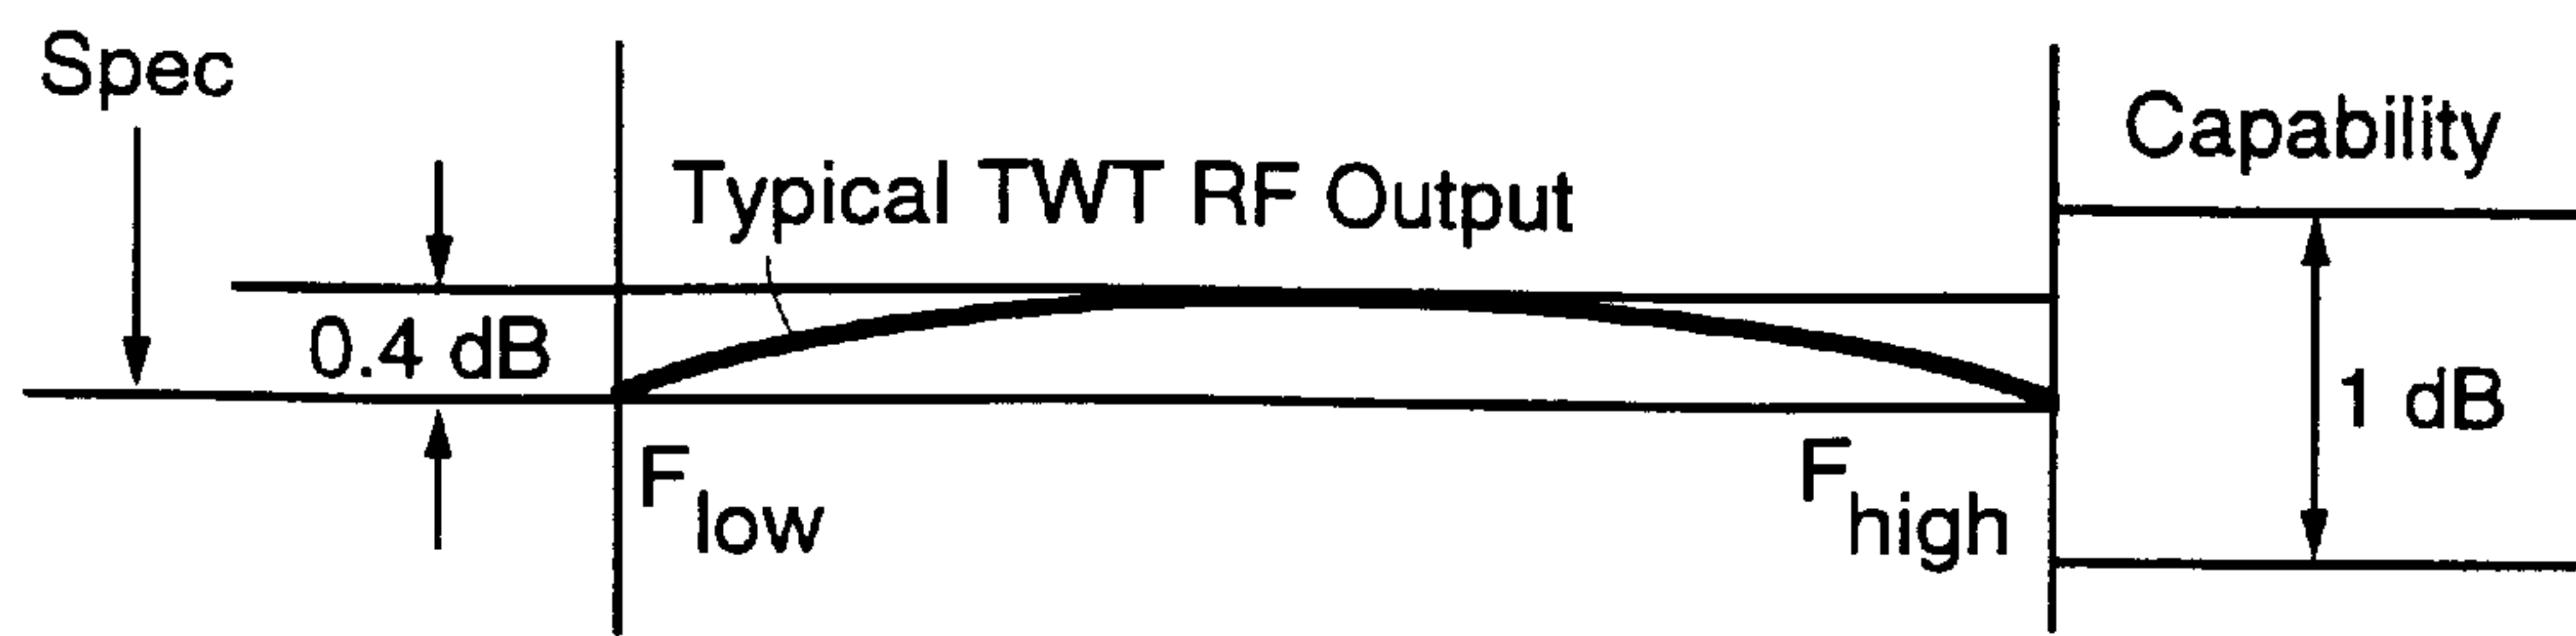 Spec
Capability
Typical TWT RF Output
0.4 dB
1 dB
F low
F high